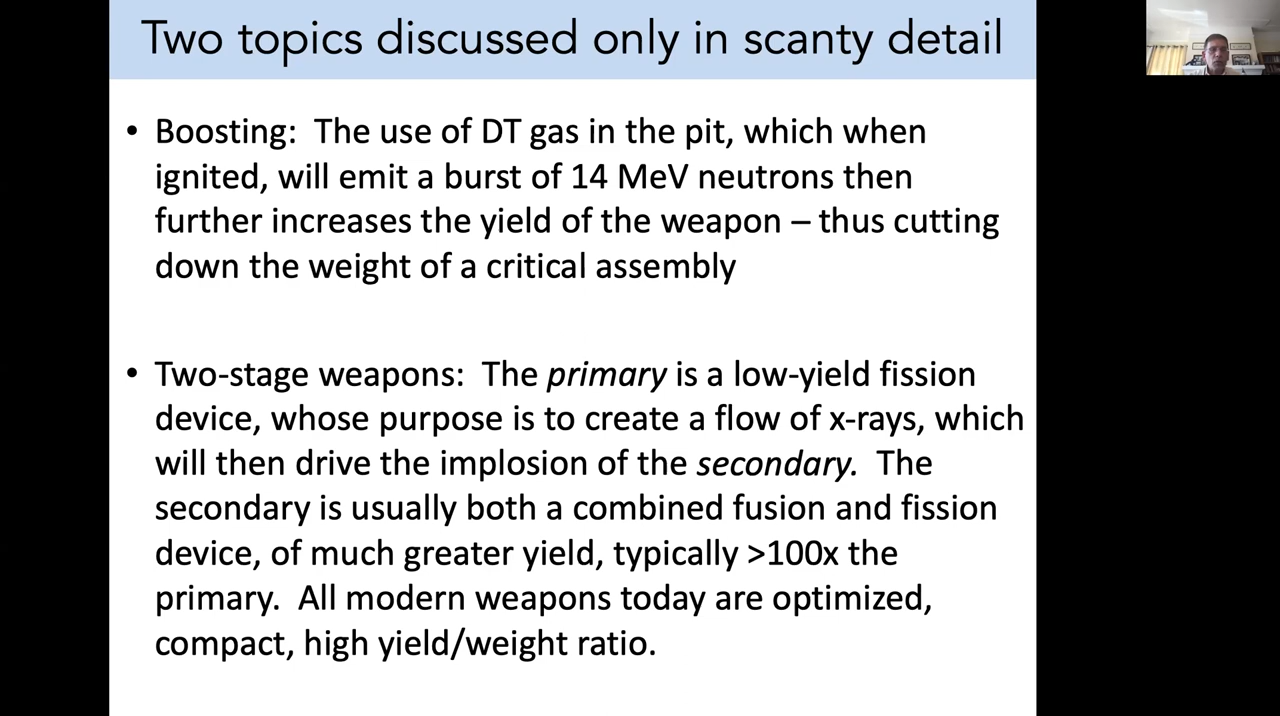 Two topics discussed only in scanty detail
• Boosting: The use of DT gas in the pit, which when
ignited, will emit a burst of 14 MeV neutrons then
further increases the yield of the weapon – thus cutting
down the weight of a critical assembly
• Two-stage weapons: The primary is a low-yield fission
device, whose purpose is to create a flow of x-rays, which
will then drive the implosion of the secondary. The
secondary is usually both a combined fusion and fission
device, of much greater yield, typically >100x the
primary. All modern weapons today are optimized,
compact, high yield/weight ratio.